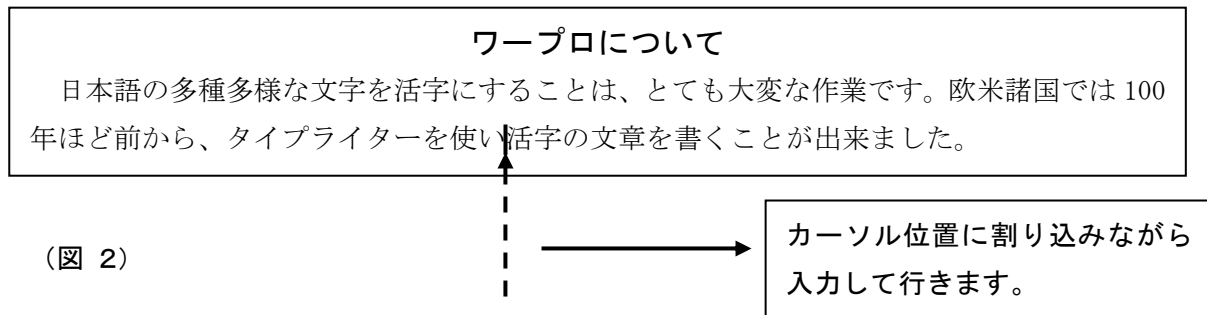 ワープロについて
日本語の多種多様な文字を活字にすることは、とても大変な作業です。欧米諸国では 100
年ほど前から、タイプライターを使い活字の文章を書くことが出来ました。
（図 2）
カーソル位置に割り込みながら
入力して行きます。